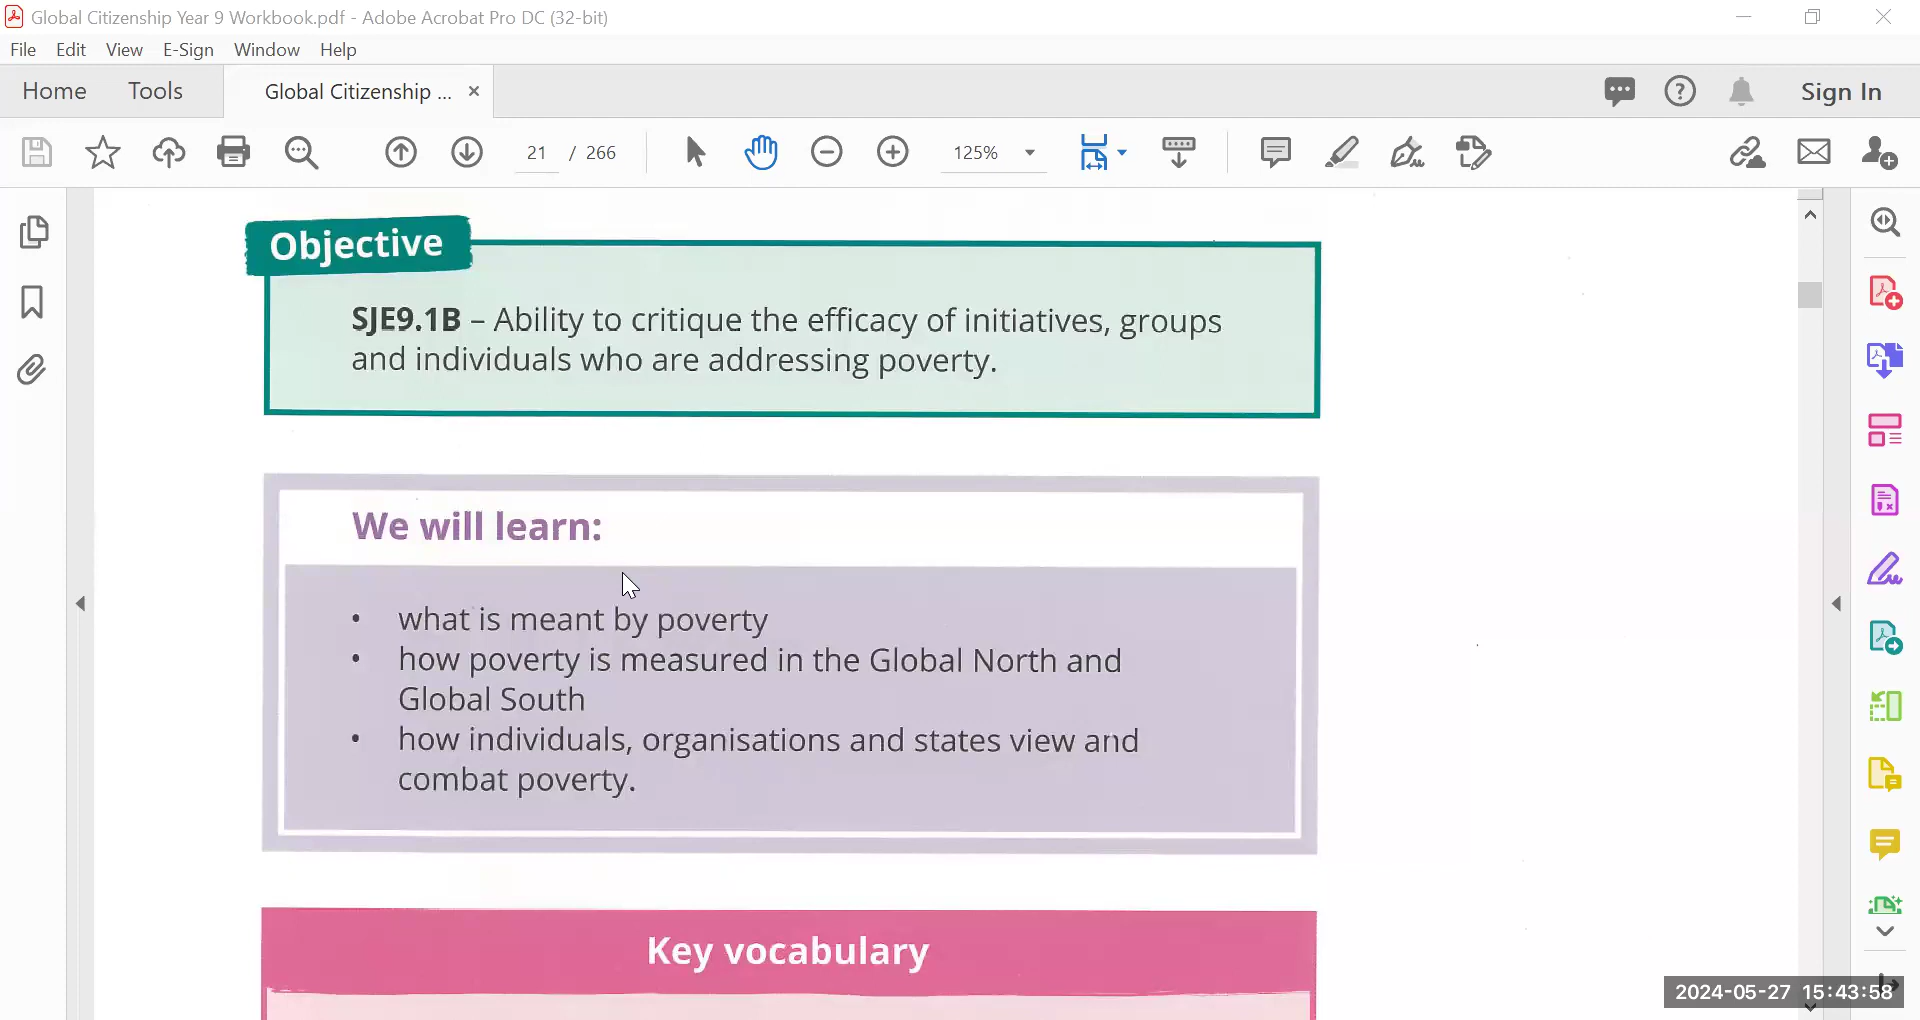 Global Citizenship Year 9 Workbook.pdf - Adobe Acrobat Pro DC (32-bit)
File Edit View E-Sign Window Help
Home Tools Global Citizenship ... Sign In
21 / 266 125%
Objective
SJE9.1B – Ability to critique the efficacy of initiatives, groups
and individuals who are addressing poverty.
We will learn:
• what is meant by poverty
• how poverty is measured in the Global North and
Global South
• how individuals, organisations and states view and
combat poverty.
Key vocabulary
2024-05-27 15:43:58